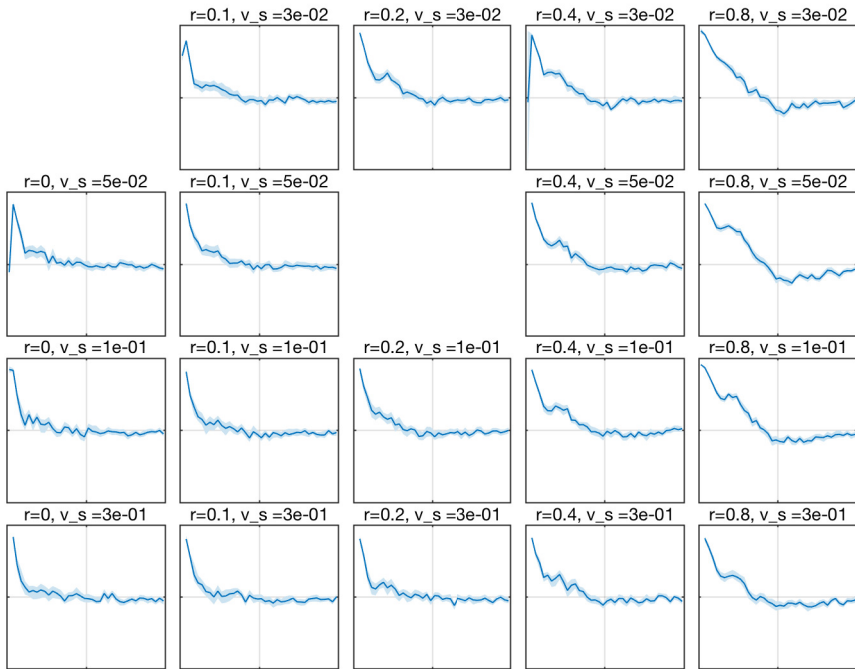 r=0.1, v_s =3e-02
r=0.2, v_s =3e-02
r=0.4, v_s =3e-02
r=0.8, v_s =3e-02
r=0, v_s =5e-02
r=0.1, v_s =5e-02
r=0.4, v_s =5e-02
r=0.8, v_s =5e-02
r=0, v_s =1e-01
r=0.1, v_s =1e-01
r=0.2, v_s =1e-01
r=0.4, v_s =1e-01
r=0.8, v_s =1e-01
r=0, v_s =3e-01
r=0.1, v_s =3e-01
r=0.2, v_s =3e-01
r=0.4, v_s =3e-01
r=0.8, v_s =3e-01